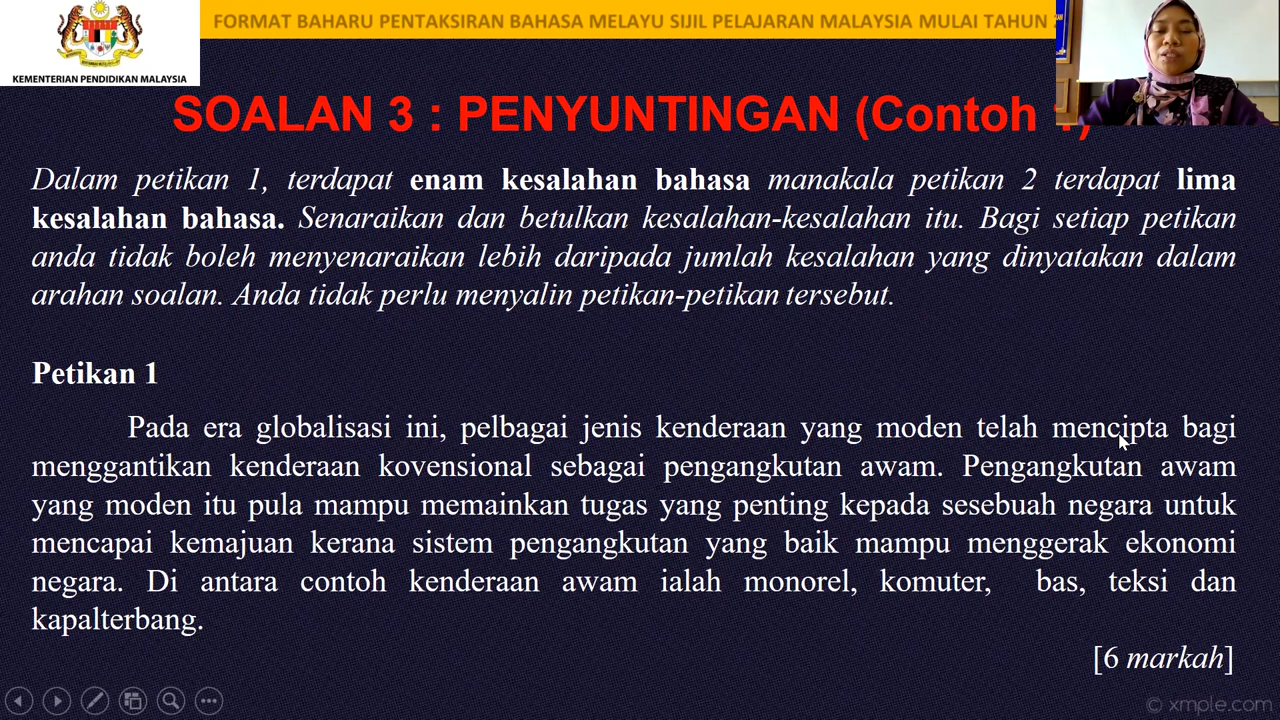 FORMAT BAHARU PENTAKSIRAN BAHASA MELAYU SIJIL PELAJARAN MALAYSIA MULAI TAHUN
KEMENTERIAN PENDIDIKAN MALAYSIA
SOALAN 3 : PENYUNTINGAN (Contoh
Dalam petikan 1, terdapat enam kesalahan bahasa manakala petikan 2 terdapat lima
kesalahan bahasa. Senaraikan dan betulkan kesalahan-kesalahan itu. Bagi setiap petikan
anda tidak boleh menyenaraikan lebih daripada jumlah kesalahan yang dinyatakan dalam
arahan soalan. Anda tidak perlu menyalin petikan-petikan tersebut.
Petikan 1
Pada era globalisasi ini, pelbagai jenis kenderaan yang moden telah mencipta bagi
menggantikan kenderaan kovensional sebagai pengangkutan awam. Pengangkutan awam
yang moden itu pula mampu memainkan tugas yang penting kepada sesebuah negara untuk
mencapai kemajuan kerana sistem pengangkutan yang baik mampu menggerak ekonomi
negara. Di antara contoh kenderaan awam ialah monorel, komuter, bas, teksi dan
kapalterbang.
[6 markah]
© xmple.com